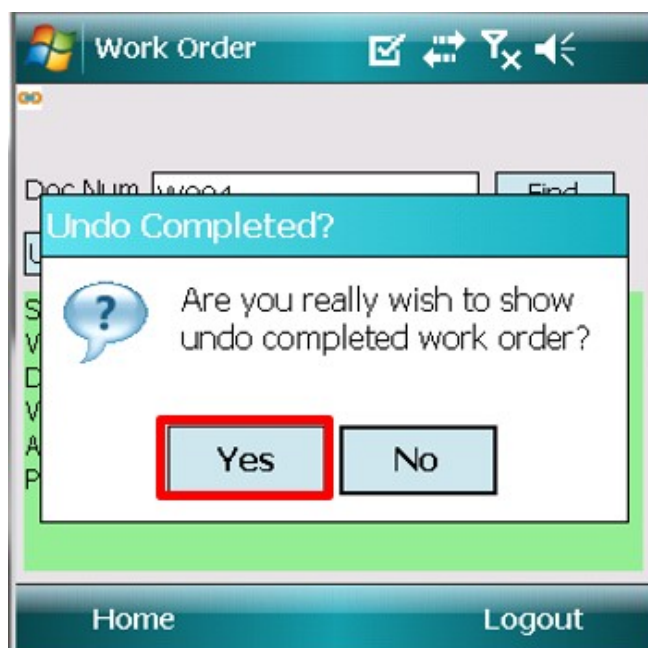 Work Order
Doc Num
Find
Undo Completed?
Are you really wish to show
undo completed work order?
Yes
No
Home
Logout